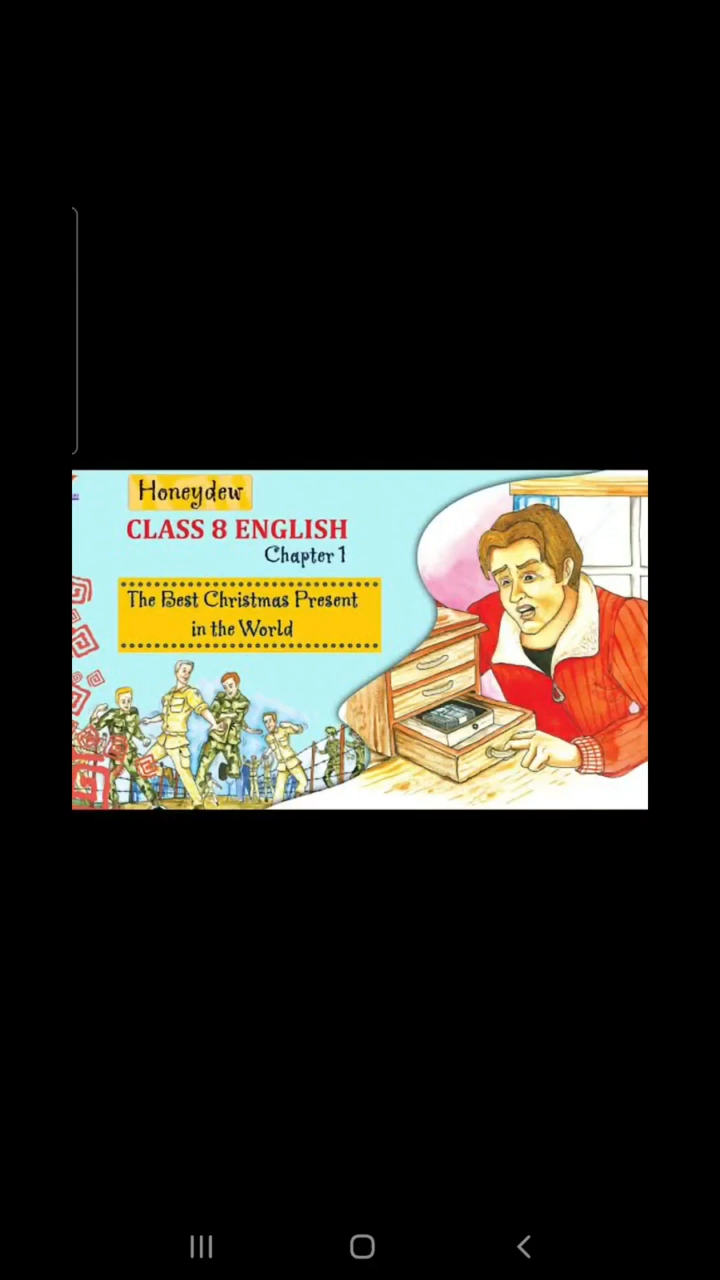 Honeydew
CLASS 8 ENGLISH
Chapter 1
The Best Christmas Present
in the World